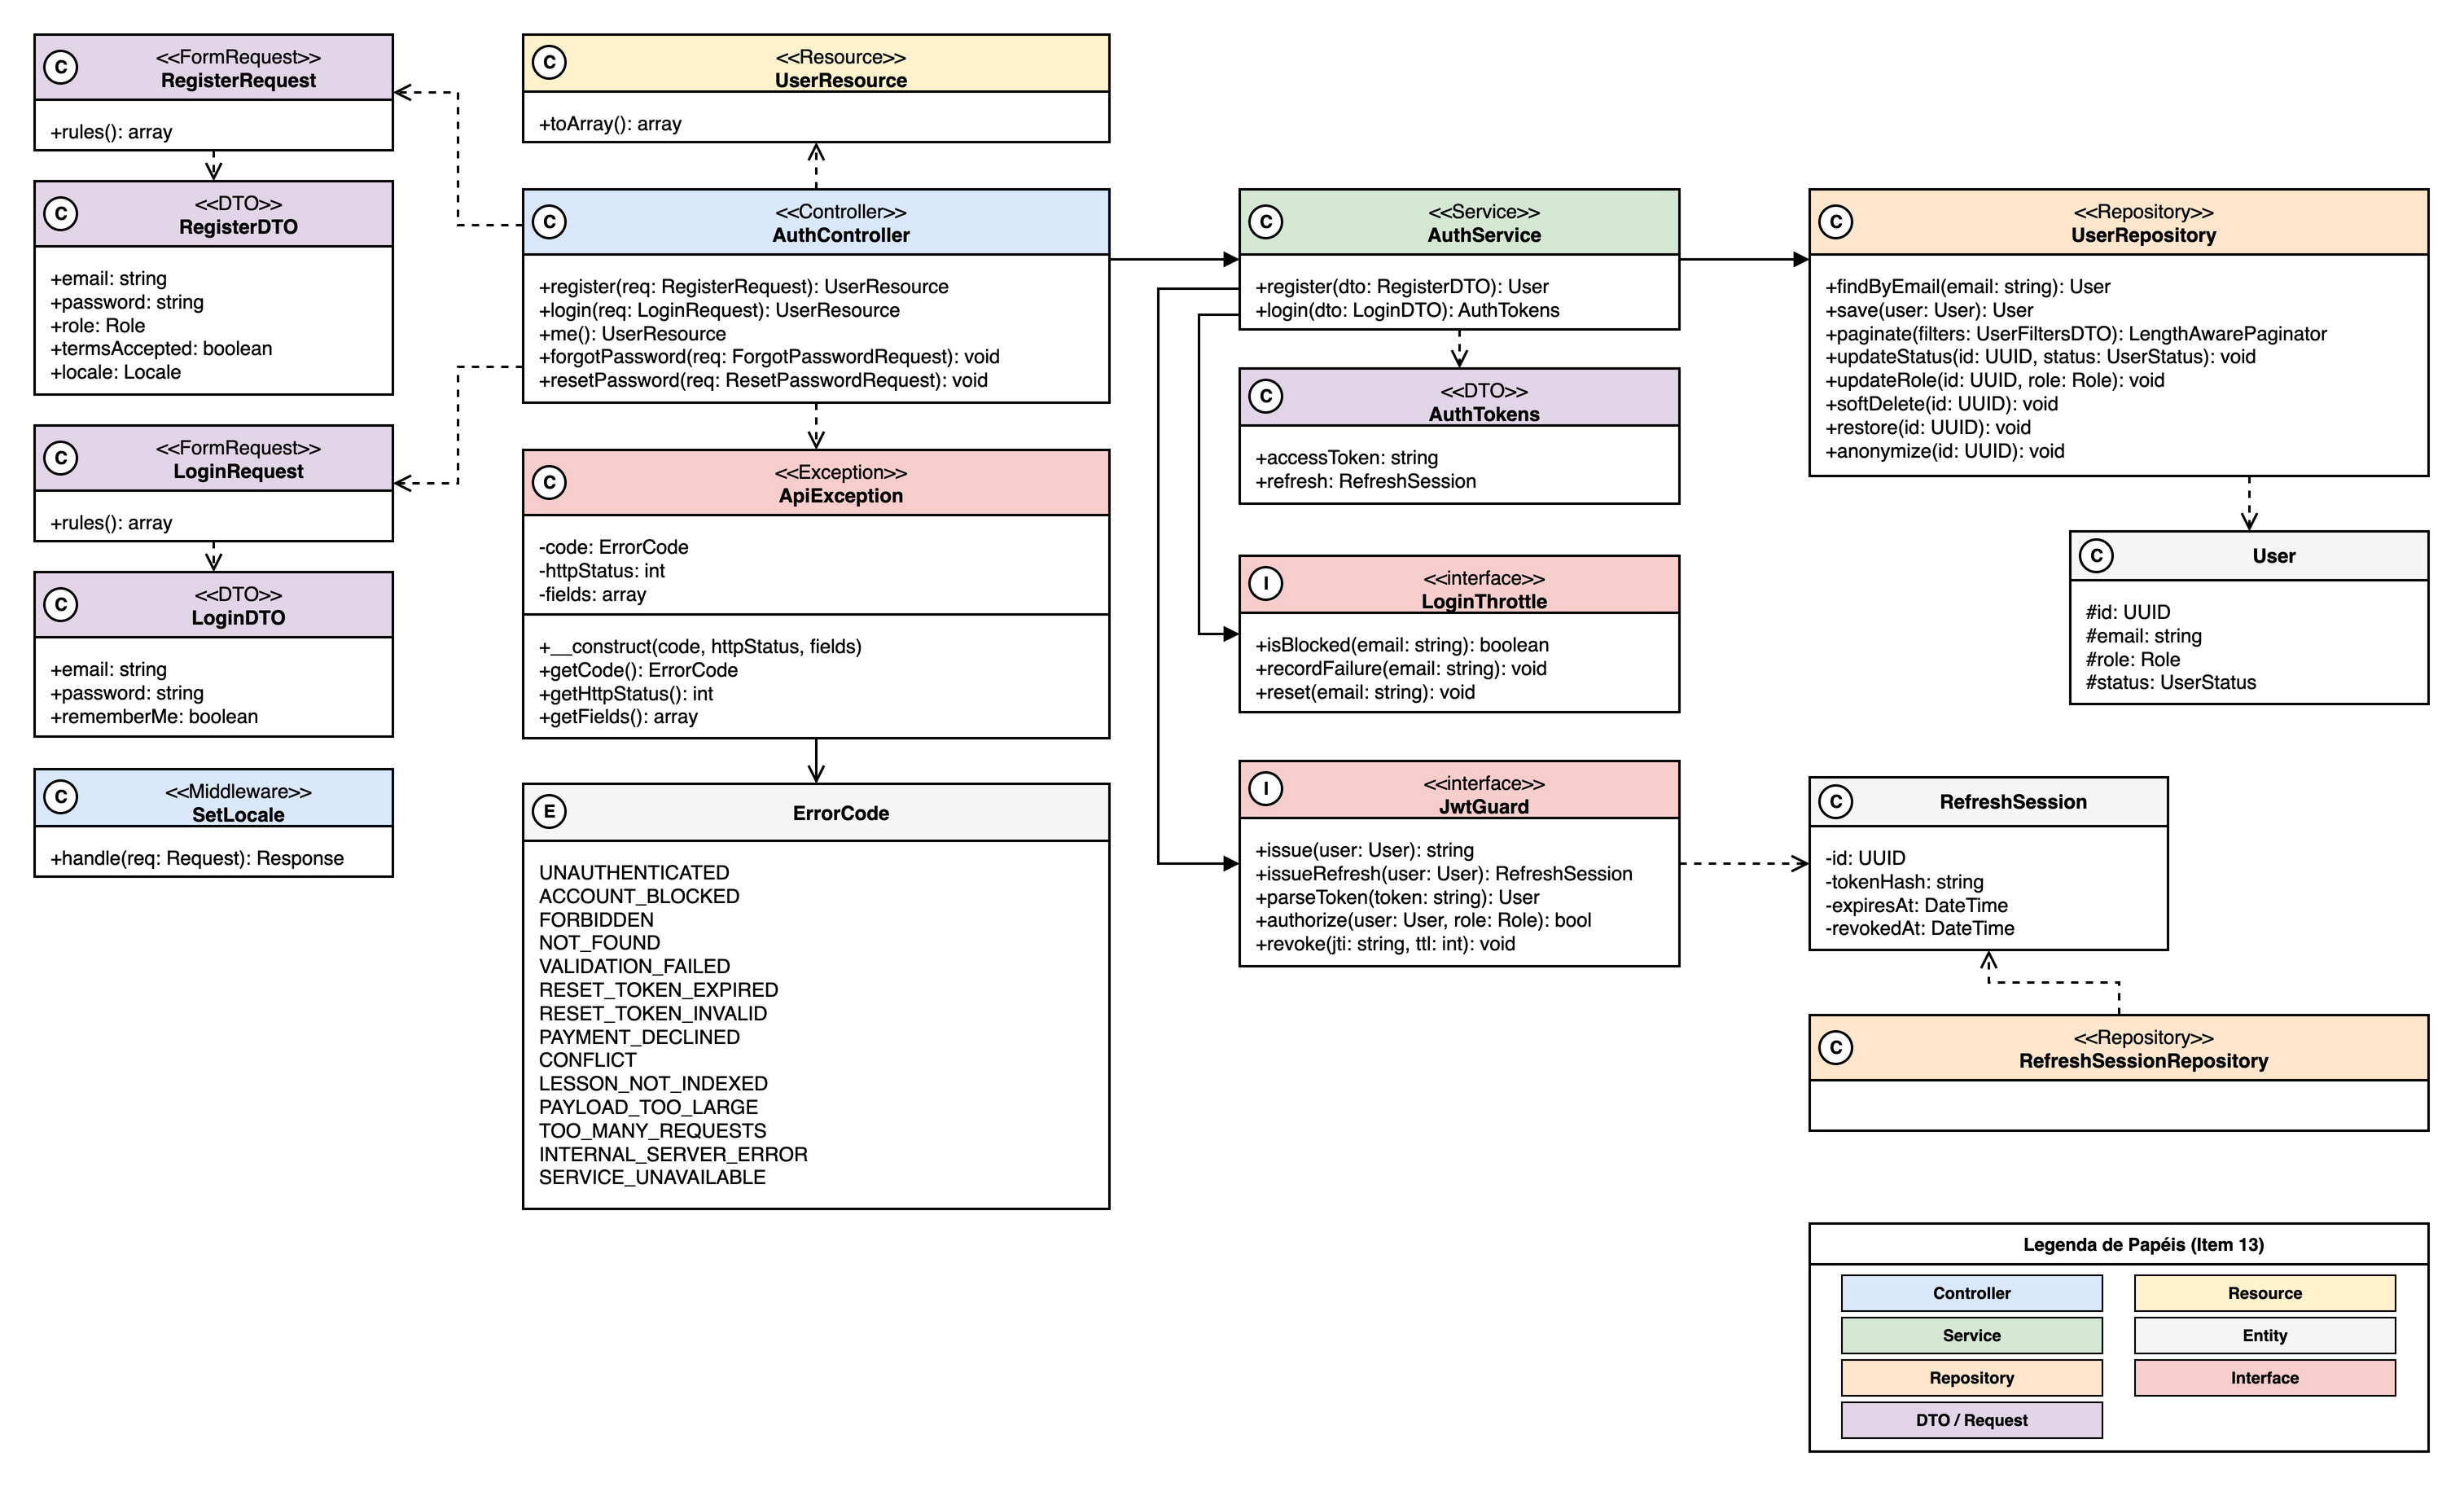 C
<<FormRequest>>
RegisterRequest
+rules(): array
C
<<DTO>>
RegisterDTO
+email: string
+password: string
+role: Role
+termsAccepted: boolean
+locale: Locale
C
<<FormRequest>>
LoginRequest
+rules(): array
C
<<DTO>>
LoginDTO
+email: string
+password: string
+rememberMe: boolean
C
<<Middleware>>
SetLocale
+handle(req: Request): Response
C
<<Resource>>
UserResource
+toArray(): array
C
<<Controller>>
AuthController
+register(req: RegisterRequest): UserResource
+login(req: LoginRequest): UserResource
+me(): UserResource
+forgotPassword(req: ForgotPasswordRequest): void
+resetPassword(req: ResetPasswordRequest): void
C
<<Exception>>
ApiException
-code: ErrorCode
-httpStatus: int
-fields: array
+__construct(code, httpStatus, fields)
+getCode(): ErrorCode
+getHttpStatus(): int
+getFields(): array
E
ErrorCode
UNAUTHENTICATED
ACCOUNT_BLOCKED
FORBIDDEN
NOT_FOUND
VALIDATION_FAILED
RESET_TOKEN_EXPIRED
RESET_TOKEN_INVALID
PAYMENT_DECLINED
CONFLICT
LESSON_NOT_INDEXED
PAYLOAD_TOO_LARGE
TOO_MANY_REQUESTS
INTERNAL_SERVER_ERROR
SERVICE_UNAVAILABLE
C
<<Service>>
AuthService
+register(dto: RegisterDTO): User
+login(dto: LoginDTO): AuthTokens
C
<<DTO>>
AuthTokens
+accessToken: string
+refresh: RefreshSession
I
<<interface>>
LoginThrottle
+isBlocked(email: string): boolean
+recordFailure(email: string): void
+reset(email: string): void
I
<<interface>>
JwtGuard
+issue(user: User): string
+issueRefresh(user: User): RefreshSession
+parseToken(token: string): User
+authorize(user: User, role: Role): bool
+revoke(jti: string, ttl: int): void
C
<<Repository>>
UserRepository
+findByEmail(email: string): User
+save(user: User): User
+paginate(filters: UserFiltersDTO): LengthAwarePaginator
+updateStatus(id: UUID, status: UserStatus): void
+updateRole(id: UUID, role: Role): void
+softDelete(id: UUID): void
+restore(id: UUID): void
+anonymize(id: UUID): void
C
User
#id: UUID
#email: string
#role: Role
#status: UserStatus
C
RefreshSession
-id: UUID
-tokenHash: string
-expiresAt: DateTime
-revokedAt: DateTime
C
<<Repository>>
RefreshSessionRepository
Legenda de Papéis (Item 13)
Controller
Resource
Service
Entity
Repository
Interface
DTO / Request